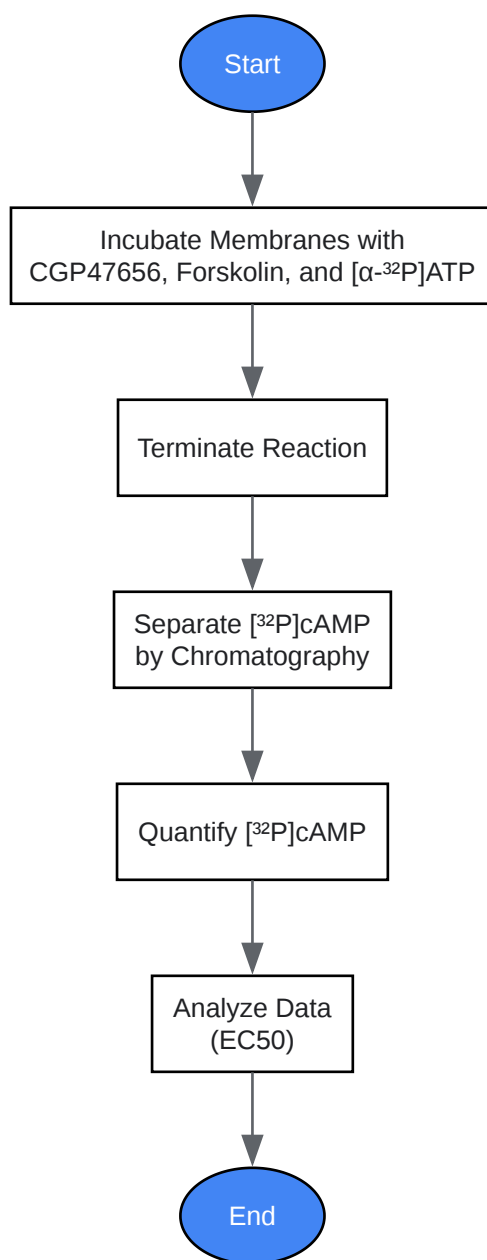 Start
Incubate Membranes with
CGP47656, Forskolin, and [α-³²P]ATP
Terminate Reaction
Separate [³²P]cAMP
by Chromatography
Quantify [³²P]cAMP
Analyze Data
(EC50)
End